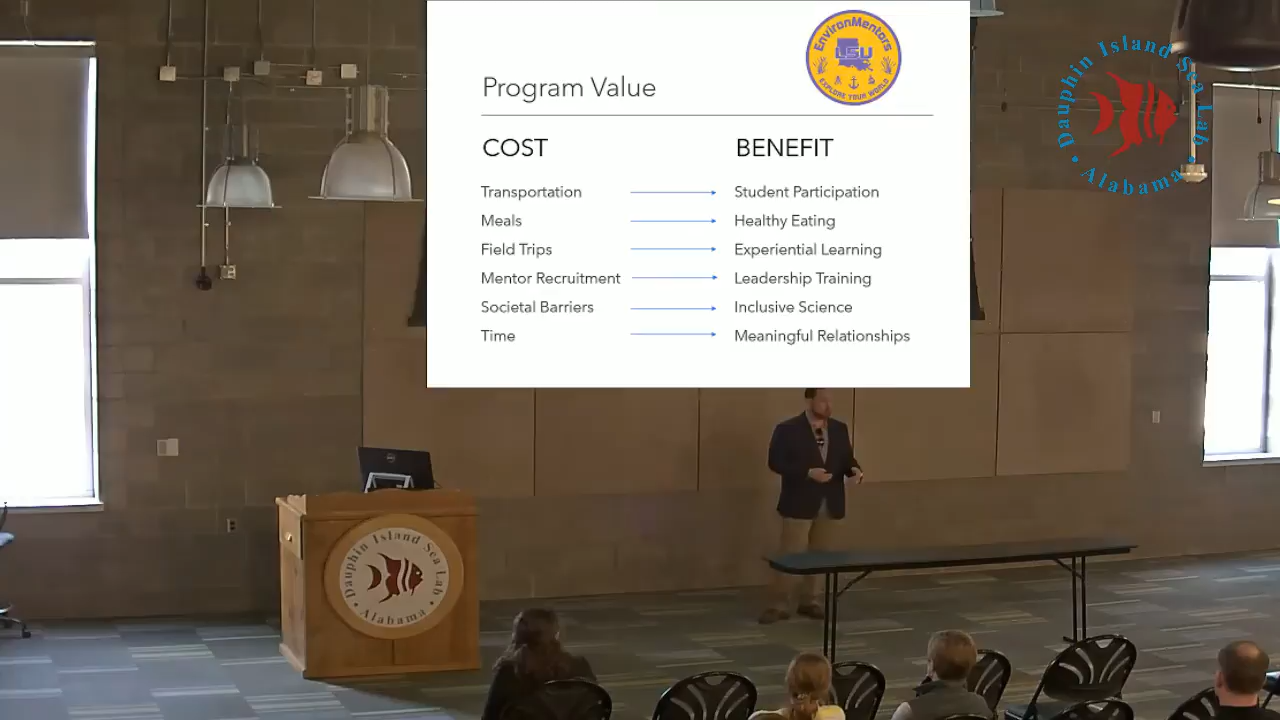 EnvironMentors
LSU
EXPLORE YOUR WORLD
Program Value
COST
BENEFIT
Transportation
Student Participation
Meals
Healthy Eating
Field Trips
Experiential Learning
Mentor Recruitment
Leadership Training
Societal Barriers
Inclusive Science
Time
Meaningful Relationships
Dauphin Island Sea Lab
Alabama
Dauphin Island Sea Lab
Alabama